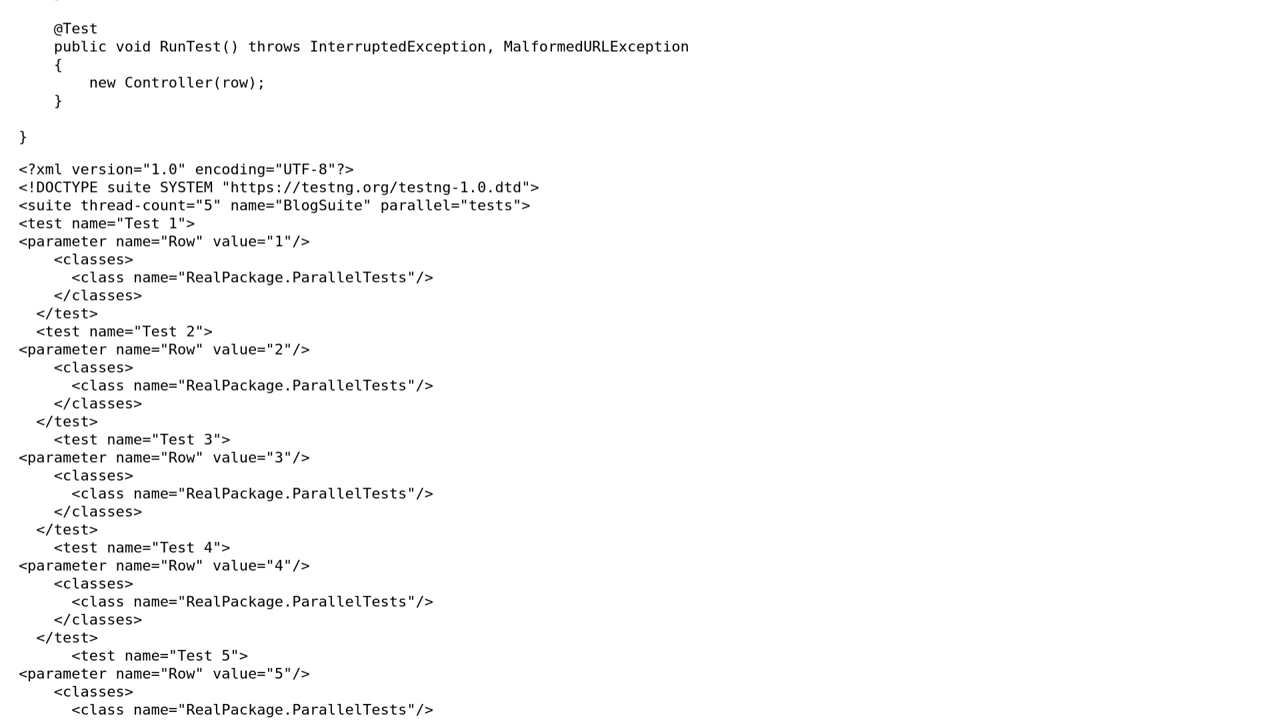 @Test
public void RunTest() throws InterruptedException, MalformedURLException
{
new Controller(row);
}
}
<?xml version="1.0" encoding="UTF-8"?>
<!DOCTYPE suite SYSTEM "https://testng.org/testng-1.0.dtd">
<suite thread-count="5" name="BlogSuite" parallel="tests">
<test name="Test 1">
<parameter name="Row" value="1"/>
<classes>
<class name="RealPackage.ParallelTests"/>
</classes>
</test>
<test name="Test 2">
<parameter name="Row" value="2"/>
<classes>
<class name="RealPackage.ParallelTests"/>
</classes>
</test>
<test name="Test 3">
<parameter name="Row" value="3"/>
<classes>
<class name="RealPackage.ParallelTests"/>
</classes>
</test>
<test name="Test 4">
<parameter name="Row" value="4"/>
<classes>
<class name="RealPackage.ParallelTests"/>
</classes>
</test>
<test name="Test 5">
<parameter name="Row" value="5"/>
<classes>
<class name="RealPackage.ParallelTests"/>